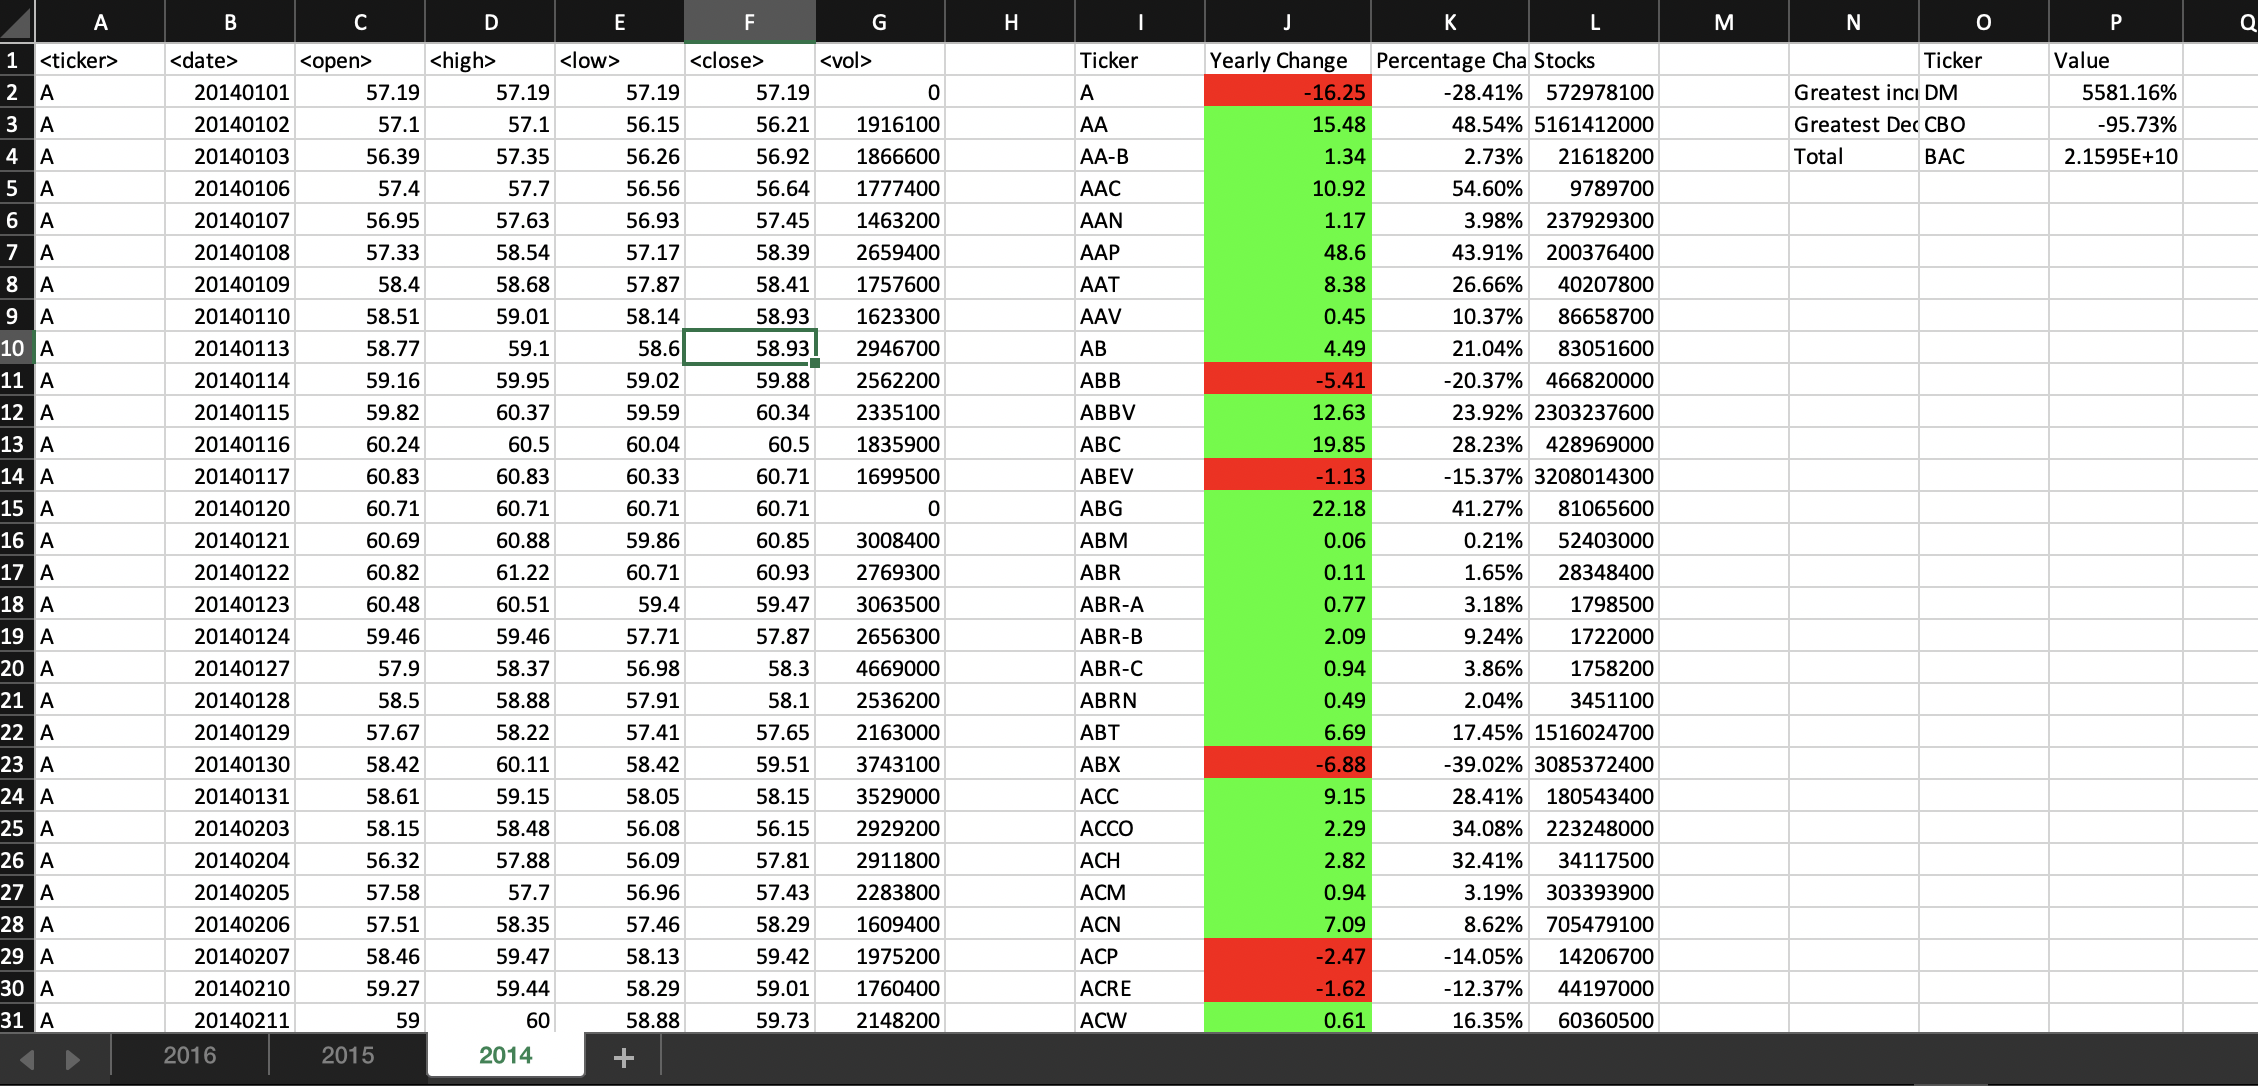 A B C D E F G H I J K L M N O P Q
1 <ticker> <date> <open> <high> <low> <close> <vol> Ticker Yearly Change Percentage Cha Stocks Ticker Value
2 A 20140101 57.19 57.19 57.19 57.19 0 A -16.25 -28.41% 572978100 Greatest incr DM 5581.16%
3 A 20140102 57.1 57.1 56.15 56.21 1916100 AA 15.48 48.54% 5161412000 Greatest Dec CBO -95.73%
4 A 20140103 56.39 57.35 56.26 56.92 1866600 AA-B 1.34 2.73% 21618200 Total BAC 2.1595E+10
5 A 20140106 57.4 57.7 56.56 56.64 1777400 AAC 10.92 54.60% 9789700
6 A 20140107 56.95 57.63 56.93 57.45 1463200 AAN 1.17 3.98% 237929300
7 A 20140108 57.33 58.54 57.17 58.39 2659400 AAP 48.6 43.91% 200376400
8 A 20140109 58.4 58.68 57.87 58.41 1757600 AAT 8.38 26.66% 40207800
9 A 20140110 58.51 59.01 58.14 58.93 1623300 AAV 0.45 10.37% 86658700
10 A 20140113 58.77 59.1 58.6 58.93 2946700 AB 4.49 21.04% 83051600
11 A 20140114 59.16 59.95 59.02 59.88 2562200 ABB -5.41 -20.37% 466820000
12 A 20140115 59.82 60.37 59.59 60.34 2335100 ABBV 12.63 23.92% 2303237600
13 A 20140116 60.24 60.5 60.04 60.5 1835900 ABC 19.85 28.23% 428969000
14 A 20140117 60.83 60.83 60.33 60.71 1699500 ABEV -1.13 -15.37% 3208014300
15 A 20140120 60.71 60.71 60.71 60.71 0 ABG 22.18 41.27% 81065600
16 A 20140121 60.69 60.88 59.86 60.85 3008400 ABM 0.06 0.21% 52403000
17 A 20140122 60.82 61.22 60.71 60.93 2769300 ABR 0.11 1.65% 28348400
18 A 20140123 60.48 60.51 59.4 59.47 3063500 ABR-A 0.77 3.18% 1798500
19 A 20140124 59.46 59.46 57.71 57.87 2656300 ABR-B 2.09 9.24% 1722000
20 A 20140127 57.9 58.37 56.98 58.3 4669000 ABR-C 0.94 3.86% 1758200
21 A 20140128 58.5 58.88 57.91 58.1 2536200 ABRN 0.49 2.04% 3451100
22 A 20140129 57.67 58.22 57.41 57.65 2163000 ABT 6.69 17.45% 1516024700
23 A 20140130 58.42 60.11 58.42 59.51 3743100 ABX -6.88 -39.02% 3085372400
24 A 20140131 58.61 59.15 58.05 58.15 3529000 ACC 9.15 28.41% 180543400
25 A 20140203 58.15 58.48 56.08 56.15 2929200 ACCO 2.29 34.08% 223248000
26 A 20140204 56.32 57.88 56.09 57.81 2911800 ACH 2.82 32.41% 34117500
27 A 20140205 57.58 57.7 56.96 57.43 2283800 ACM 0.94 3.19% 303393900
28 A 20140206 57.51 58.35 57.46 58.29 1609400 ACN 7.09 8.62% 705479100
29 A 20140207 58.46 59.47 58.13 59.42 1975200 ACP -2.47 -14.05% 14206700
30 A 20140210 59.27 59.44 58.29 59.01 1760400 ACRE -1.62 -12.37% 44197000
31 A 20140211 59 60 58.88 59.73 2148200 ACW 0.61 16.35% 60360500
2016 2015 2014 +